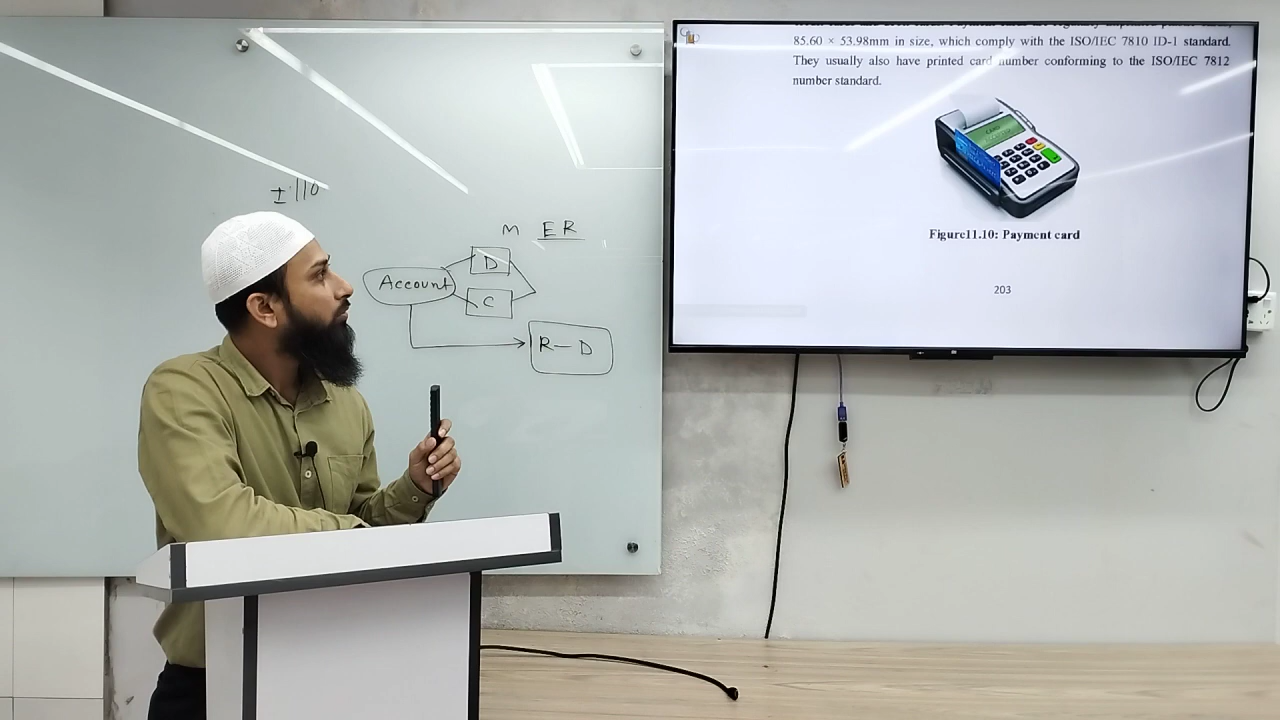 ±110
M ER
Account
D
C
R-D
85.60 × 53.98mm in size, which comply with the ISO/IEC 7810 ID-1 standard.
They usually also have printed card number conforming to the ISO/IEC 7812
number standard.
CARD
Figure11.10: Payment card
203